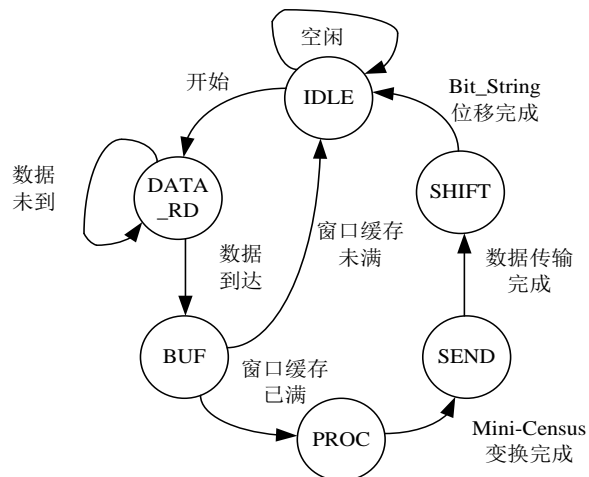 空闲
开始
IDLE
Bit_String
位移完成
数据
未到
DATA
_RD
SHIFT
数据
到达
窗口缓存
未满
数据传输
完成
BUF
窗口缓存
已满
SEND
PROC
Mini-Census
变换完成